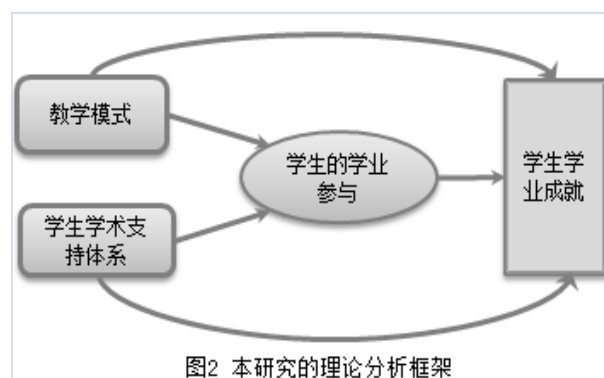 教学模式
学生的学业
参与
学生学
业成就
学生学术支
持体系
图2 本研究的理论分析框架